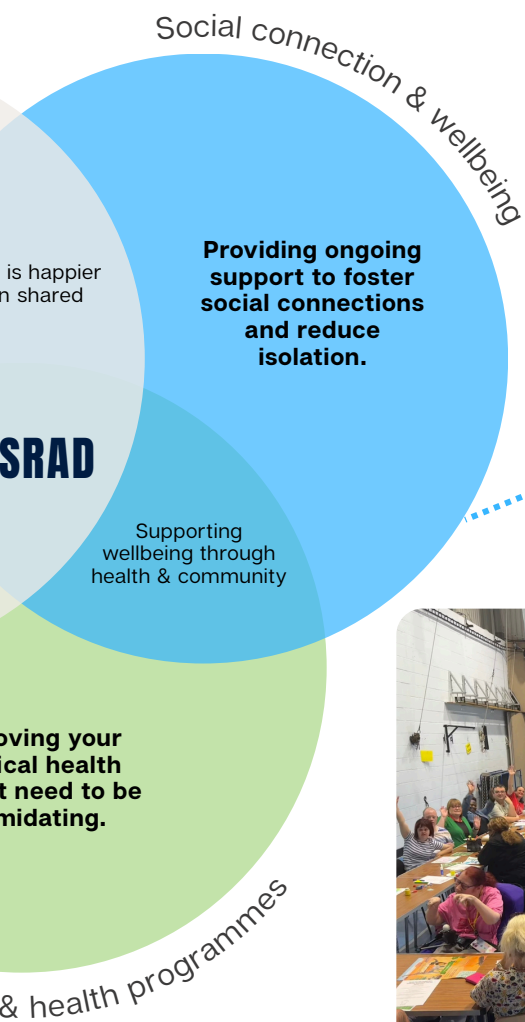 Social connection & wellbeing
Providing ongoing
support to foster
social connections
and reduce
isolation.
is happier
n shared
SRAD
Supporting
wellbeing through
health & community
oving your
ical health
t need to be
midating.
& health programmes